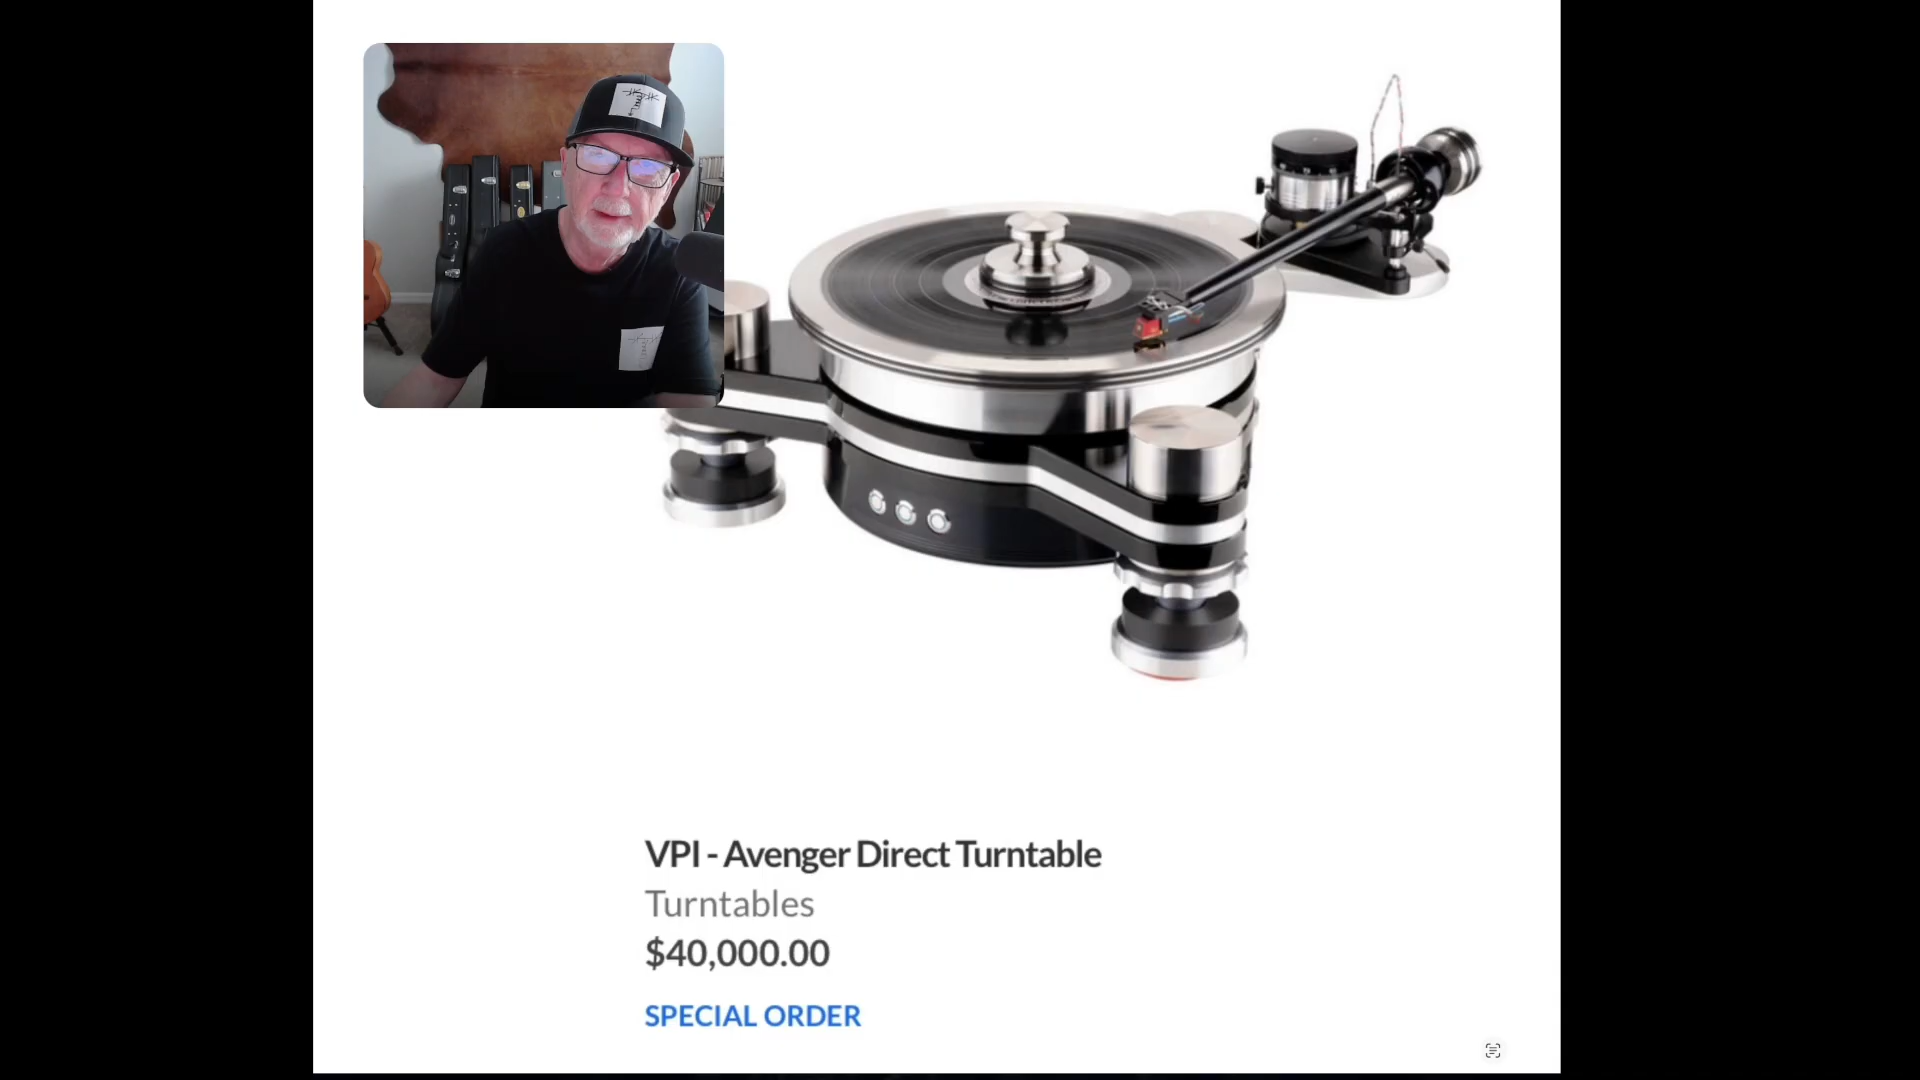 VPI - Avenger Direct Turntable
Turntables
$40,000.00
SPECIAL ORDER